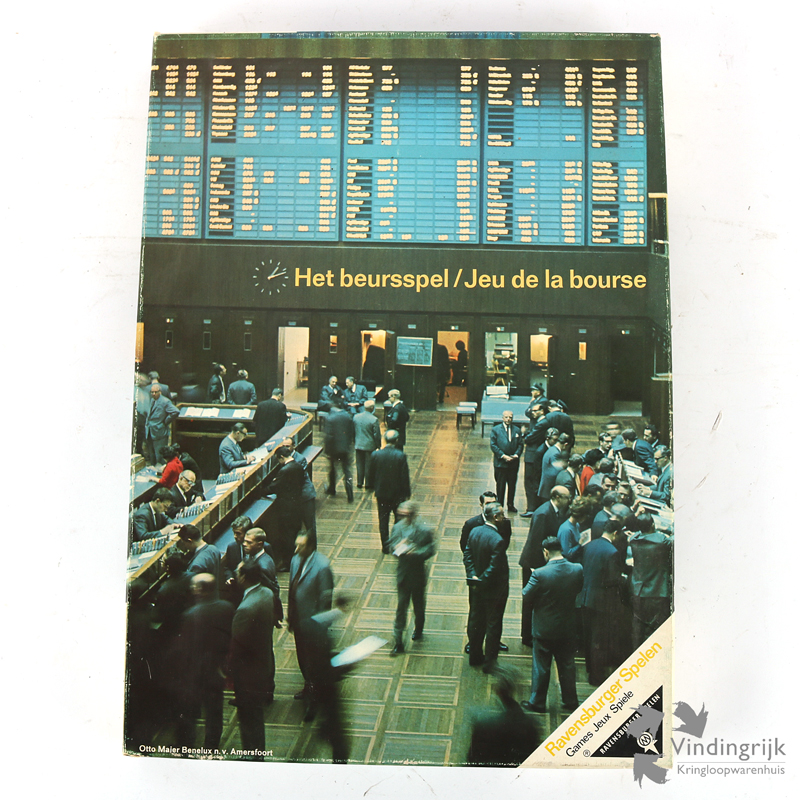 Het beursspel / Jeu de la bourse
Ravensburger Spelen
Games Jeux Spiele
®
Otto Maier Benelux n.v. Amersfoort
Vindingrijk
Kringloopwarenhuis